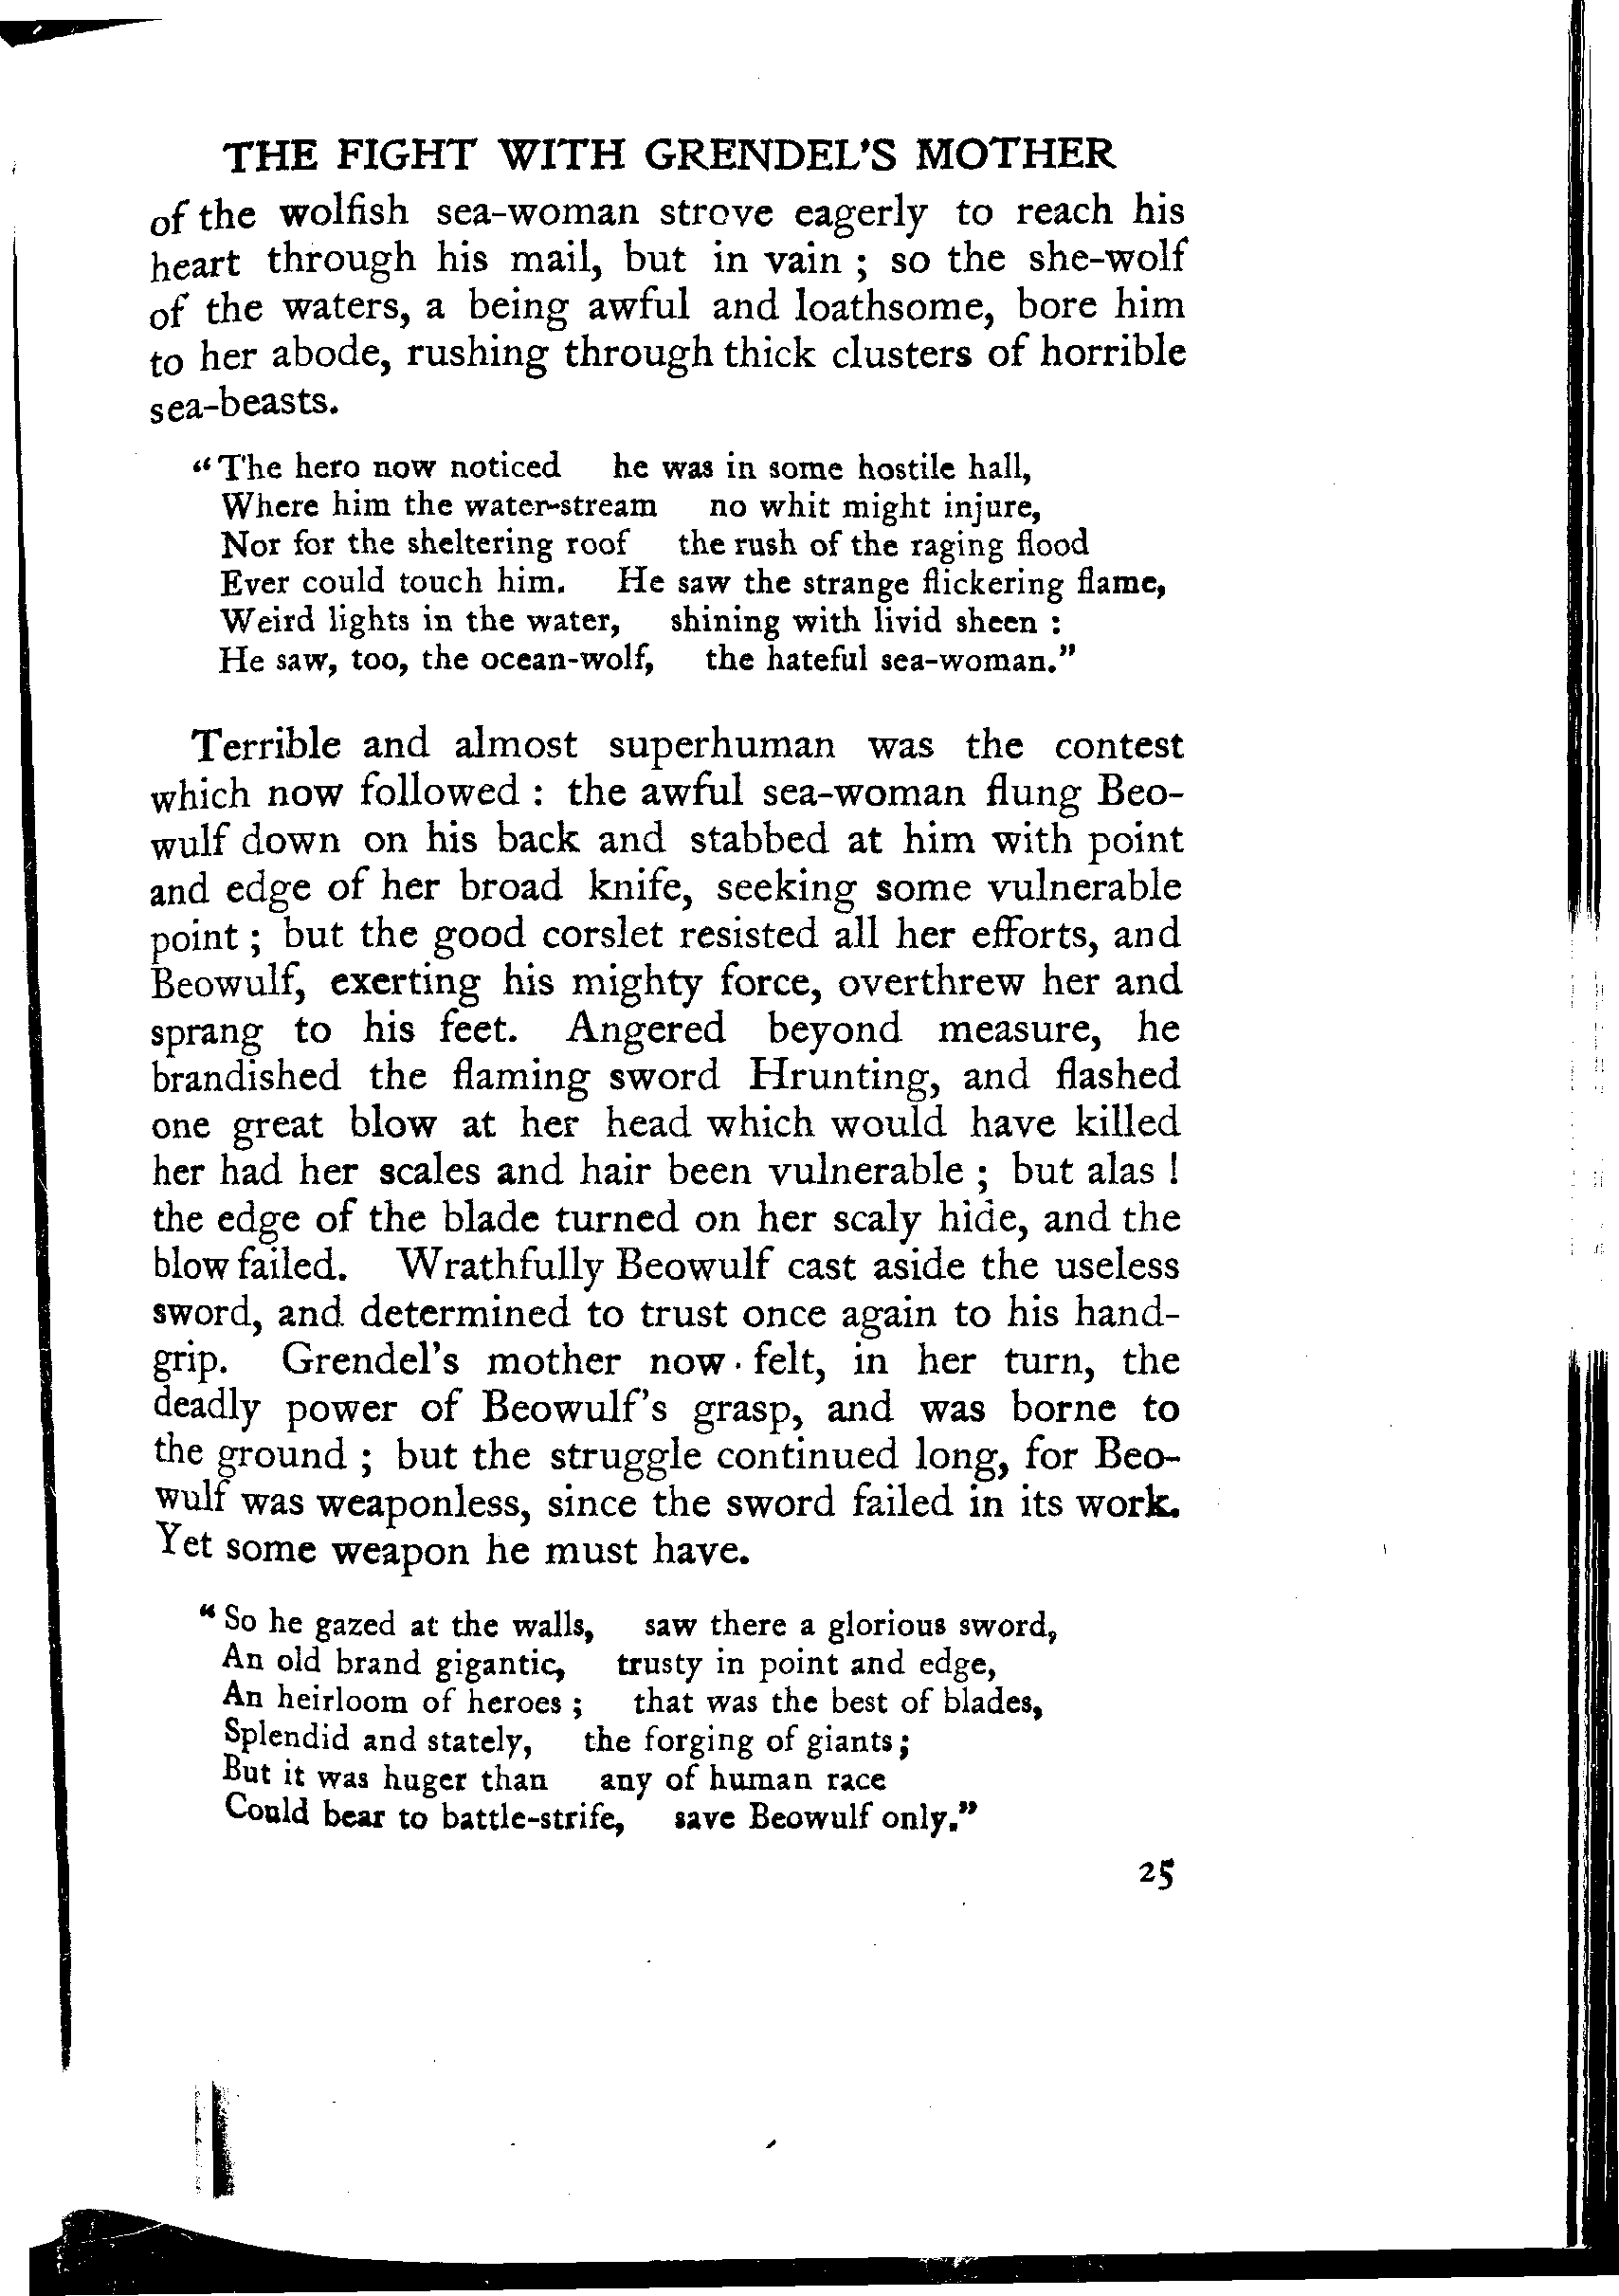 THE FIGHT WITH GRENDEL'S MOTHER
of the wolfish sea-woman strove eagerly to reach his
heart through his mail, but in vain ; so the she-wolf
of the waters, a being awful and loathsome, bore him
to her abode, rushing through thick clusters of horrible
sea-beasts.
“The hero now noticed he was in some hostile hall,
Where him the water-stream no whit might injure,
Nor for the sheltering roof the rush of the raging flood
Ever could touch him. He saw the strange flickering flame,
Weird lights in the water, shining with livid sheen :
He saw, too, the ocean-wolf, the hateful sea-woman.”
Terrible and almost superhuman was the contest
which now followed : the awful sea-woman flung Beo-
wulf down on his back and stabbed at him with point
and edge of her broad knife, seeking some vulnerable
point ; but the good corslet resisted all her efforts, and
Beowulf, exerting his mighty force, overthrew her and
sprang to his feet. Angered beyond measure, he
brandished the flaming sword Hrunting, and flashed
one great blow at her head which would have killed
her had her scales and hair been vulnerable ; but alas !
the edge of the blade turned on her scaly hide, and the
blow failed. Wrathfully Beowulf cast aside the useless
sword, and determined to trust once again to his hand-
grip. Grendel's mother now felt, in her turn, the
deadly power of Beowulf's grasp, and was borne to
the ground ; but the struggle continued long, for Beo-
wulf was weaponless, since the sword failed in its work.
Yet some weapon he must have.
“So he gazed at the walls, saw there a glorious sword,
An old brand gigantic, trusty in point and edge,
An heirloom of heroes ; that was the best of blades,
Splendid and stately, the forging of giants ;
But it was huger than any of human race
Could bear to battle-strife, save Beowulf only.”
25